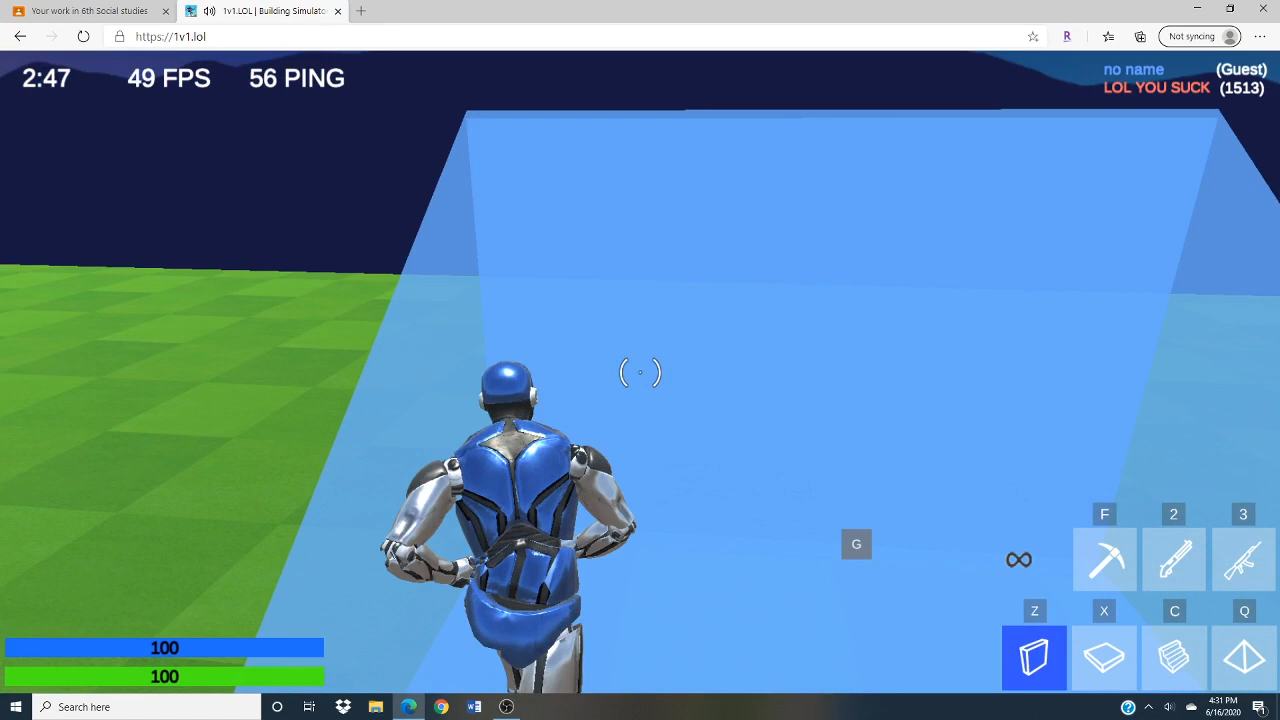 Your work in 6th Social studies
1v1.LOL | Building Simulato
https://1v1.lol
Not syncing
2:47 49 FPS 56 PING
no name (Guest)
LOL YOU SUCK (1513)
F 2 3
G
Z X C Q
100
100
Search here
4:31 PM
6/16/2020